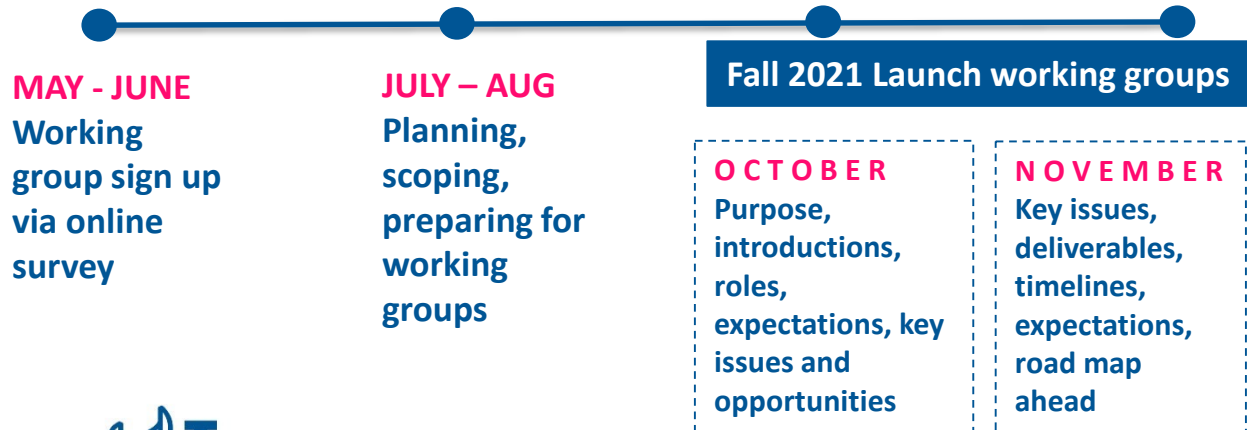 MAY - JUNE
Working
group sign up
via online
survey
JULY – AUG
Planning,
scoping,
preparing for
working
groups
Fall 2021 Launch working groups
OCTOBER
Purpose,
introductions,
roles,
expectations, key
issues and
opportunities
NOVEMBER
Key issues,
deliverables,
timelines,
expectations,
road map
ahead